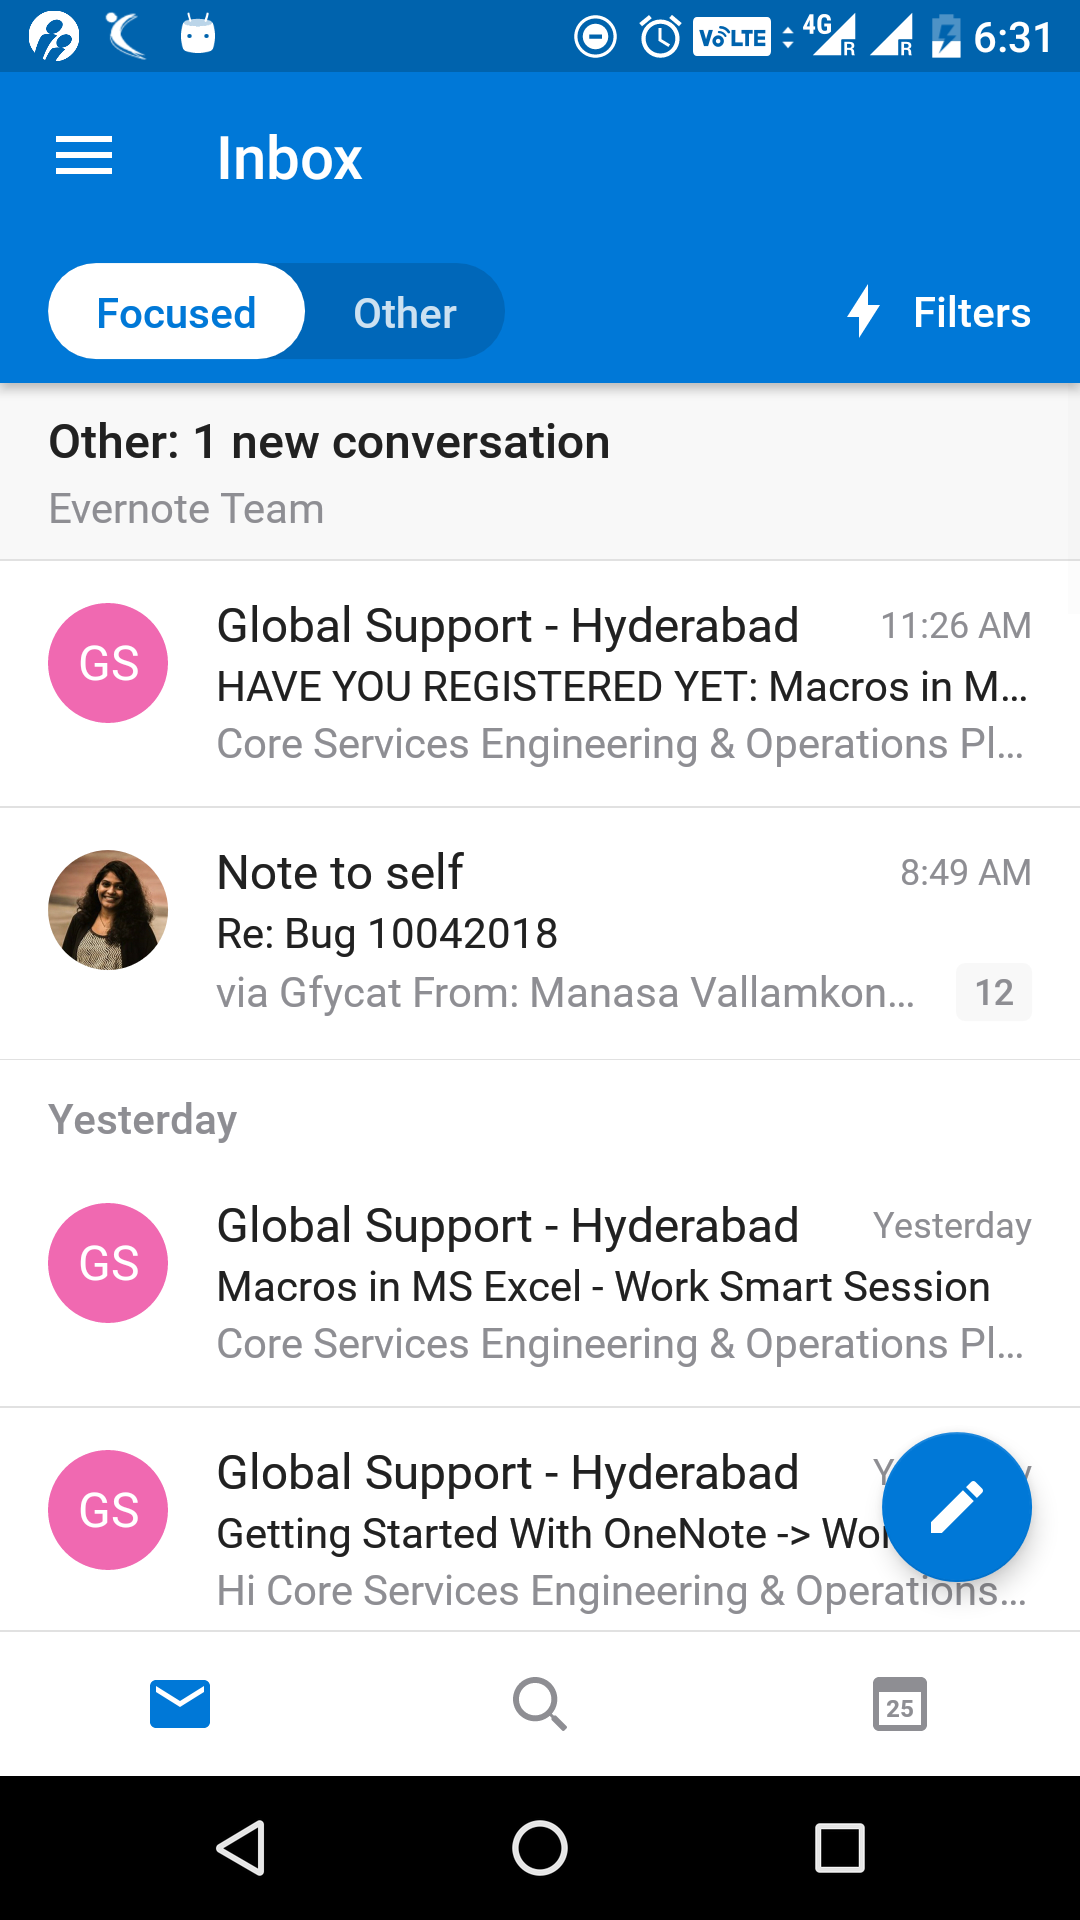 VoLTE 4G R R 6:31
Inbox
Focused Other Filters
Other: 1 new conversation
Evernote Team
GS Global Support - Hyderabad 11:26 AM
HAVE YOU REGISTERED YET: Macros in M...
Core Services Engineering & Operations Pl...
Note to self 8:49 AM
Re: Bug 10042018
via Gfycat From: Manasa Vallamkon... 12
Yesterday
GS Global Support - Hyderabad Yesterday
Macros in MS Excel - Work Smart Session
Core Services Engineering & Operations Pl...
GS Global Support - Hyderabad
Getting Started With OneNote ->
Hi Core Services Engineering & Operations...
25